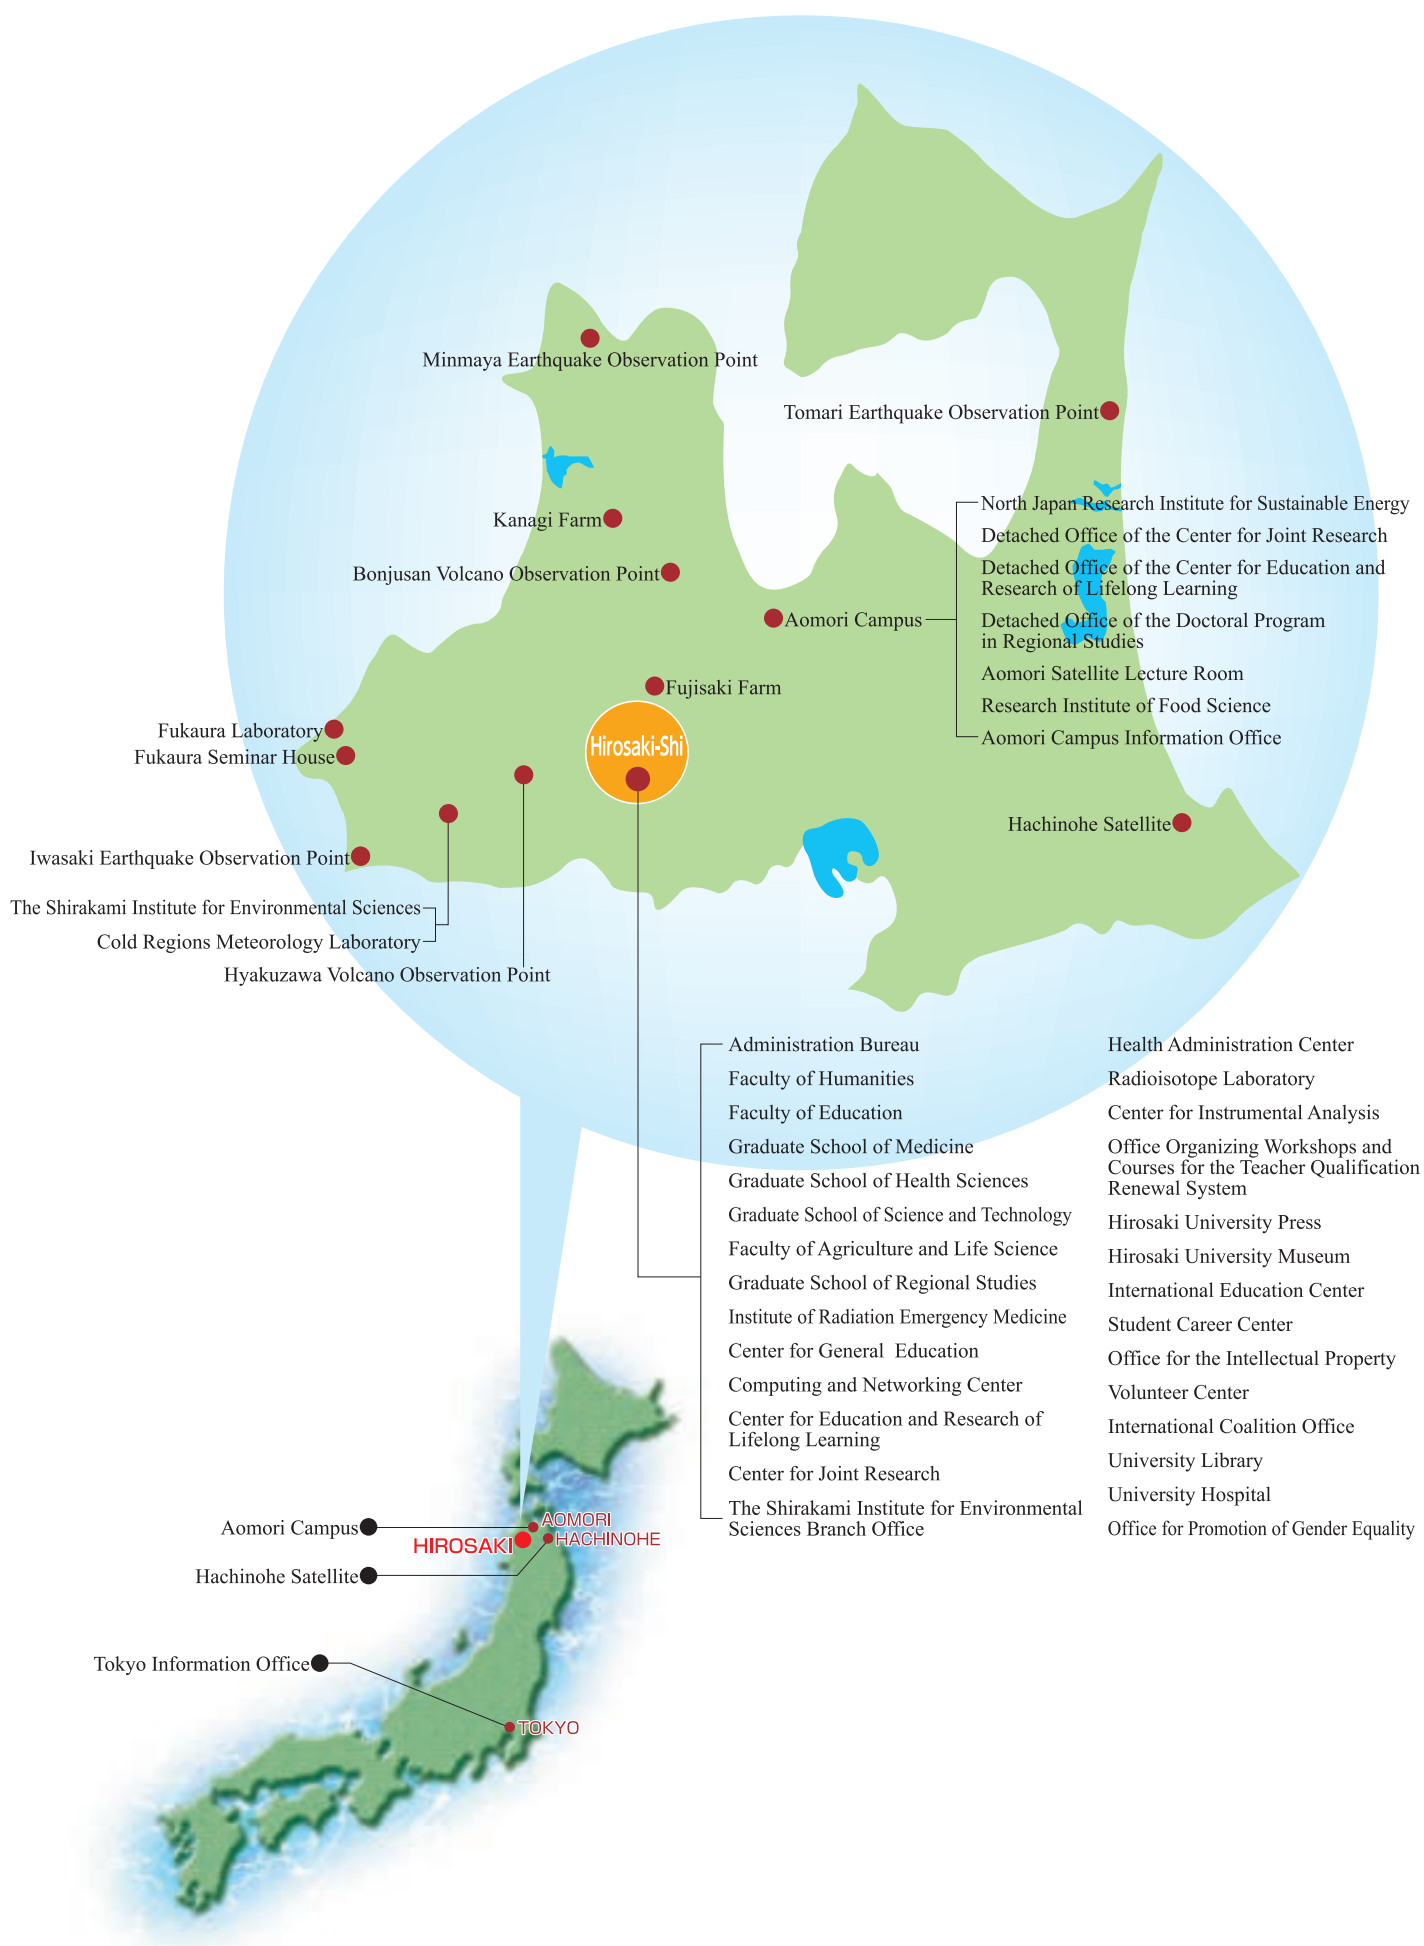 Minmaya Earthquake Observation Point
Tomari Earthquake Observation Point
Kanagi Farm
Bonjusan Volcano Observation Point
Aomori Campus
North Japan Research Institute for Sustainable Energy
Detached Office of the Center for Joint Research
Detached Office of the Center for Education and
Research of Lifelong Learning
Detached Office of the Doctoral Program
in Regional Studies
Aomori Satellite Lecture Room
Research Institute of Food Science
Aomori Campus Information Office
Fujisaki Farm
Fukaura Laboratory
Fukaura Seminar House
Hirosaki-Shi
Hachinohe Satellite
Iwasaki Earthquake Observation Point
The Shirakami Institute for Environmental Sciences
Cold Regions Meteorology Laboratory
Hyakuzawa Volcano Observation Point
Administration Bureau
Faculty of Humanities
Faculty of Education
Graduate School of Medicine
Graduate School of Health Sciences
Graduate School of Science and Technology
Faculty of Agriculture and Life Science
Graduate School of Regional Studies
Institute of Radiation Emergency Medicine
Center for General Education
Computing and Networking Center
Center for Education and Research of
Lifelong Learning
Center for Joint Research
The Shirakami Institute for Environmental
Sciences Branch Office
Health Administration Center
Radioisotope Laboratory
Center for Instrumental Analysis
Office Organizing Workshops and
Courses for the Teacher Qualification
Renewal System
Hirosaki University Press
Hirosaki University Museum
International Education Center
Student Career Center
Office for the Intellectual Property
Volunteer Center
International Coalition Office
University Library
University Hospital
Office for Promotion of Gender Equality
Aomori Campus
AOMORI
HIROSAKI
HACHINOHE
Hachinohe Satellite
Tokyo Information Office
TOKYO